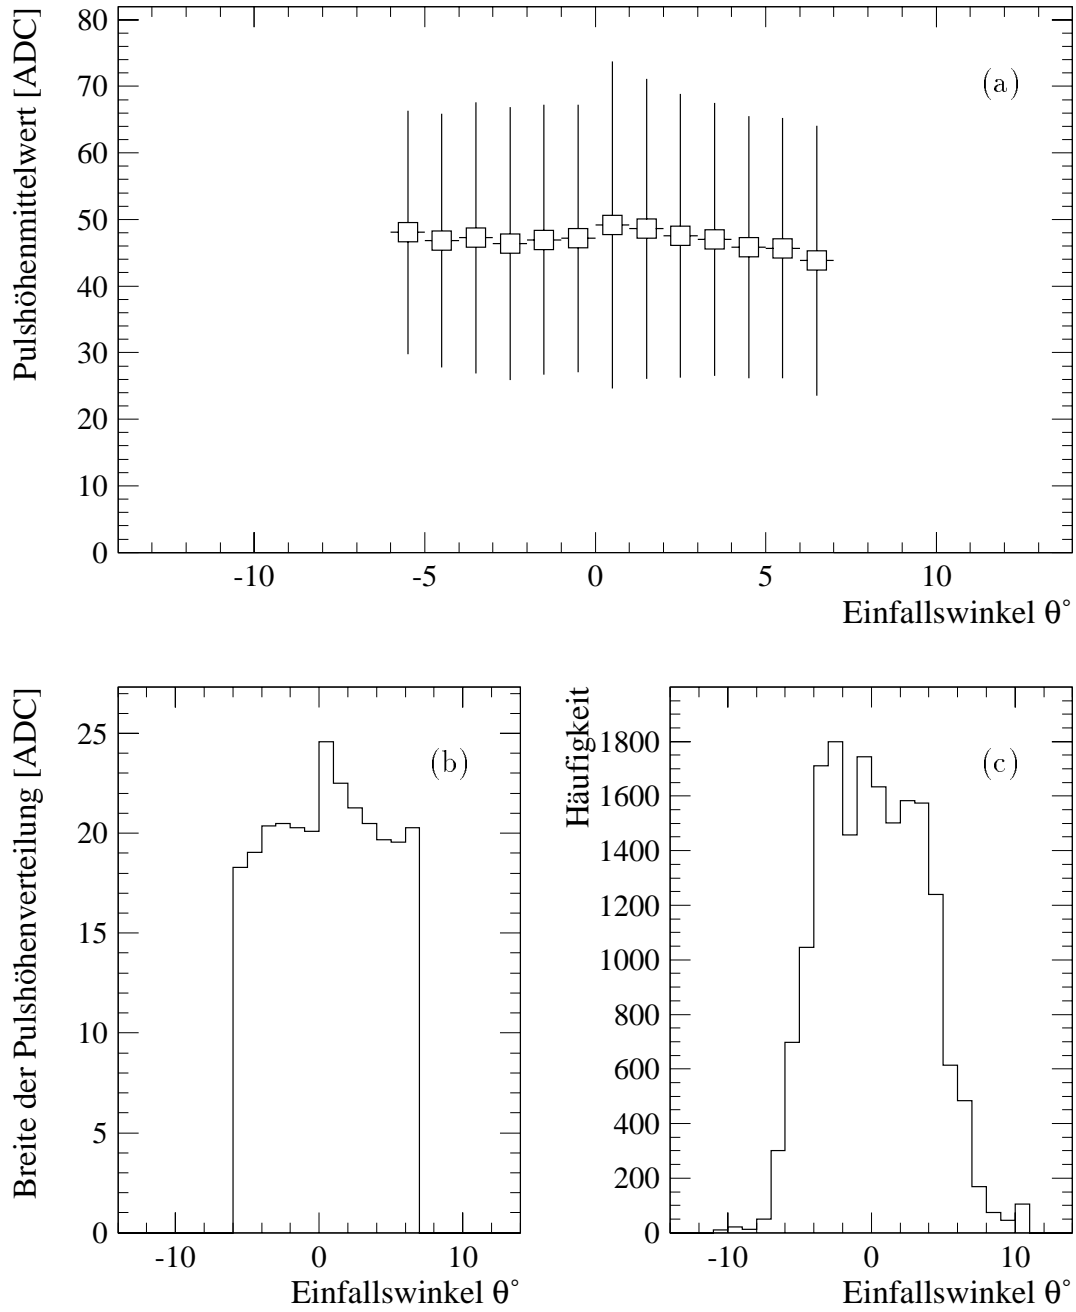 Pulshöhenmittelwert [ADC]
80
70
60
50
40
30
20
10
0
(a)
-10 -5 0 5 10
Einfallswinkel θ°
Breite der Pulshöhenverteilung [ADC]
25
20
15
10
5
0
(b)
-10 0 10
Einfallswinkel θ°
Häufigkeit
1800
1600
1400
1200
1000
800
600
400
200
0
(c)
-10 0 10
Einfallswinkel θ°